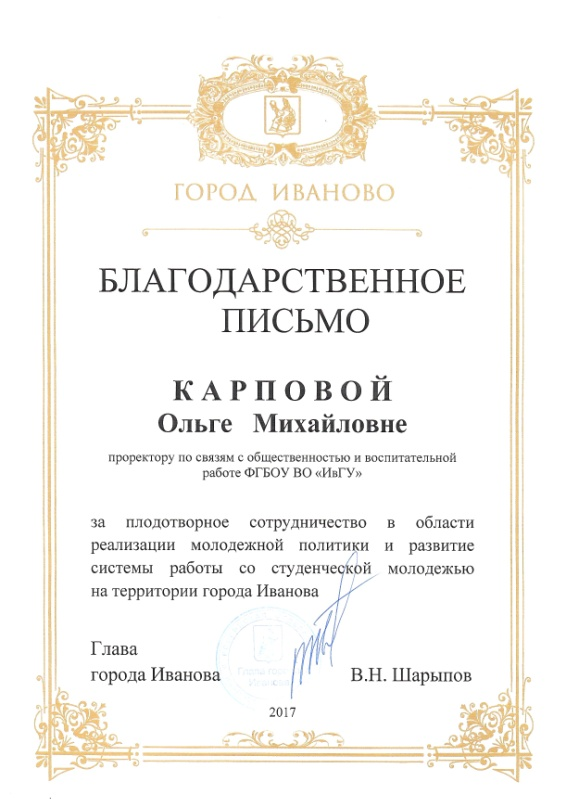 ГОРОД ИВАНОВО
БЛАГОДАРСТВЕННОЕ
ПИСЬМО
КАРПОВОЙ
Ольге Михайловне
проректору по связям с общественностью и воспитательной
работе ФГБОУ ВО «ИвГУ»
за плодотворное сотрудничество в области
реализации молодежной политики и развитие
системы работы со студенческой молодежью
на территории города Иванова
Глава
города Иванова
В.Н. Шарыпов
2017